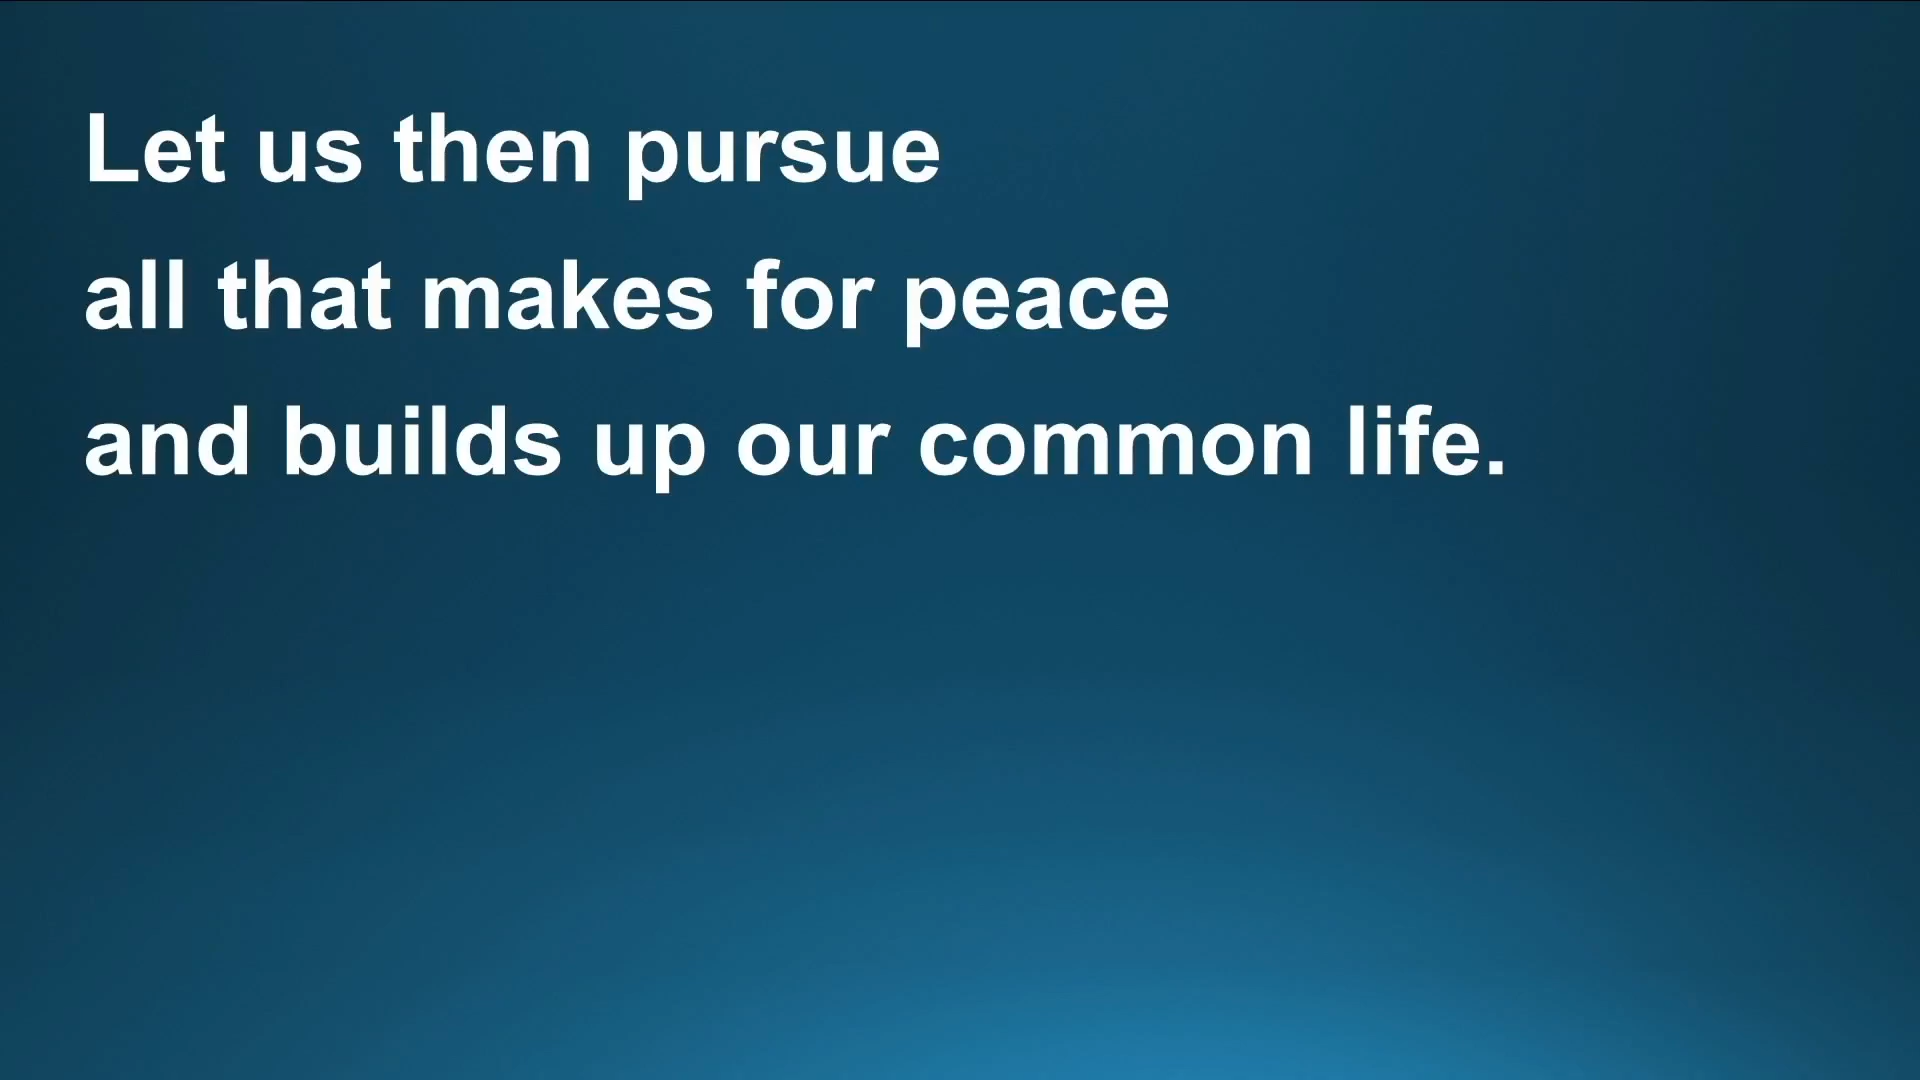 Let us then pursue
all that makes for peace
and builds up our common life.